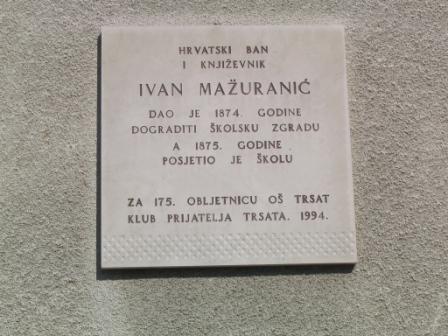 HRVATSKI BAN
I KNJIŽEVNIK
IVAN MAŽURANIĆ
DAO JE 1874. GODINE
DOGRADITI ŠKOLSKU ZGRADU
A 1875. GODINE
POSJETIO JE ŠKOLU
ZA 175. OBLJETNICU OŠ TRSAT
KLUB PRIJATELJA TRSATA. 1994.